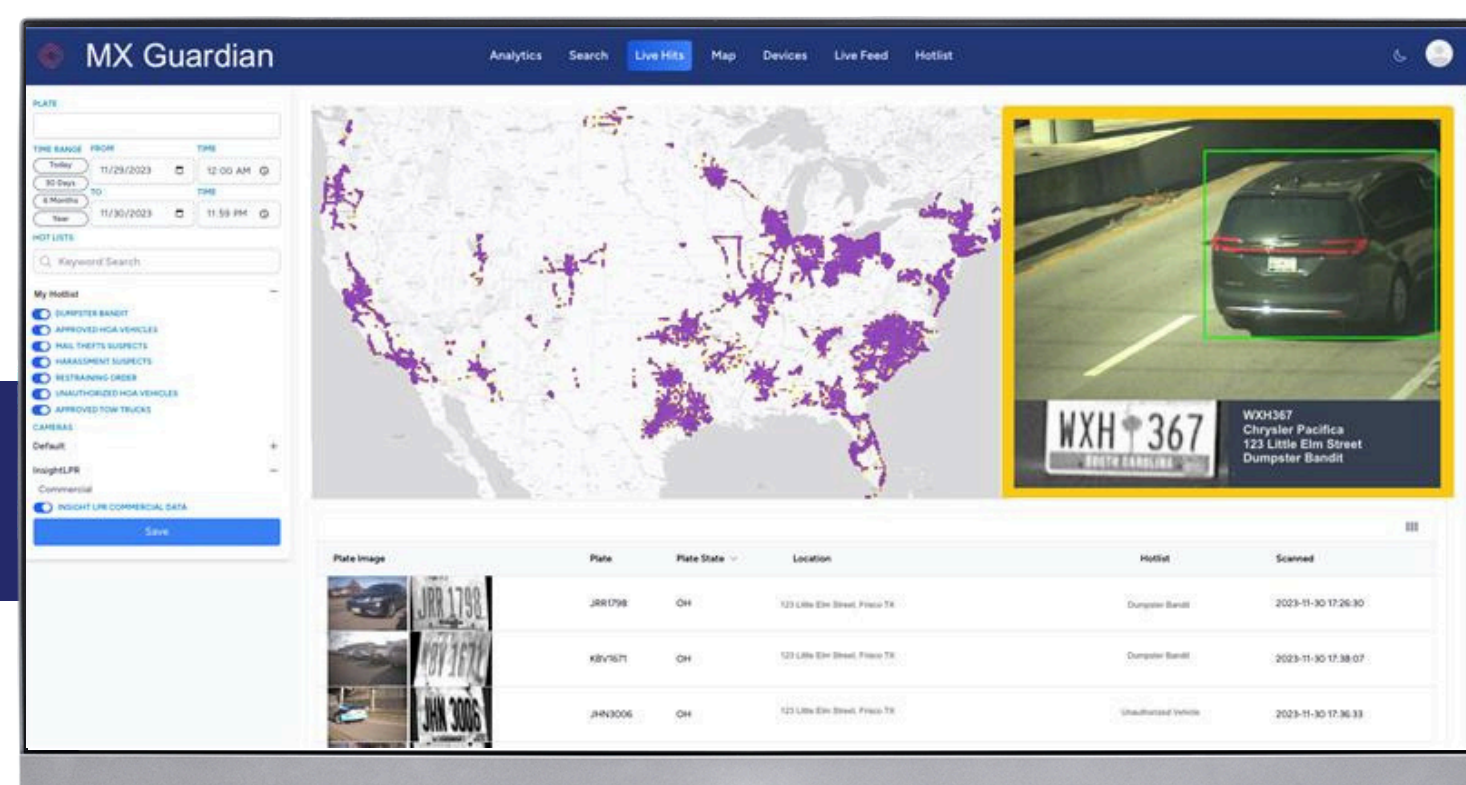 MX Guardian
Analytics Search Live Hits Map Devices Live Feed Hotlist
PLATE
TIME RANGE FROM TIME
Today
11/29/2023 12:00 AM
30 Days
TO TIME
6 Months
11/30/2023 11:59 PM
Year
HOT LISTS
Keyword Search
My Hotlist
DUMPSTER BANDIT
APPROVED HOA VEHICLES
MAIL THEFTS SUSPECTS
HARASSMENT SUSPECTS
RESTRAINING ORDER
UNAUTHORIZED HOA VEHICLES
APPROVED TOW TRUCKS
CAMERAS
Default
InsightLPR
Commercial
INSIGHT LPR COMMERCIAL DATA
Save
WXH 367
SOUTH CAROLINA
WXH367
Chrysler Pacifica
123 Little Elm Street
Dumpster Bandit
Plate Image Plate Plate State Location Hotlist Scanned
JRR 1798
JRR1798 OH 123 Little Elm Street, Frisco TX Dumpster Bandit 2023-11-30 17:26:30
KBV 1671
KBV1671 OH 123 Little Elm Street, Frisco TX Dumpster Bandit 2023-11-30 17:38:07
JHN 3006
JHN3006 OH 123 Little Elm Street, Frisco TX Unauthorized Vehicle 2023-11-30 17:36:33